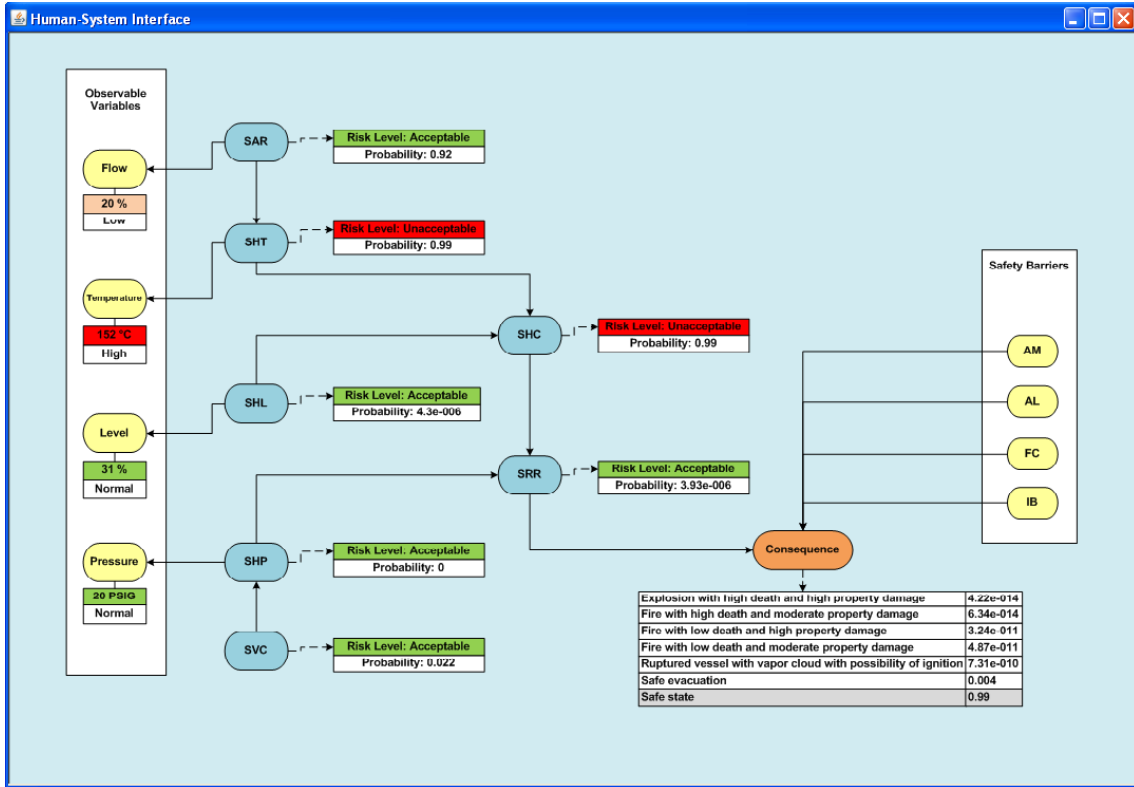 Human-System Interface
Observable
Variables
Flow
20 %
Low
Temperature
152 °C
High
Level
31 %
Normal
Pressure
20 PSIG
Normal
SAR
Risk Level: Acceptable
Probability: 0.92
SHT
Risk Level: Unacceptable
Probability: 0.99
SHC
Risk Level: Unacceptable
Probability: 0.99
SHL
Risk Level: Acceptable
Probability: 4.3e-006
SRR
Risk Level: Acceptable
Probability: 3.93e-006
SHP
Risk Level: Acceptable
Probability: 0
SVC
Risk Level: Acceptable
Probability: 0.022
Safety Barriers
AM
AL
FC
IB
Consequence
Explosion with high death and high property damage 4.22e-014
Fire with high death and moderate property damage 6.34e-014
Fire with low death and high property damage 3.24e-011
Fire with low death and moderate property damage 4.87e-011
Ruptured vessel with vapor cloud with possibility of ignition 7.31e-010
Safe evacuation 0.004
Safe state 0.99